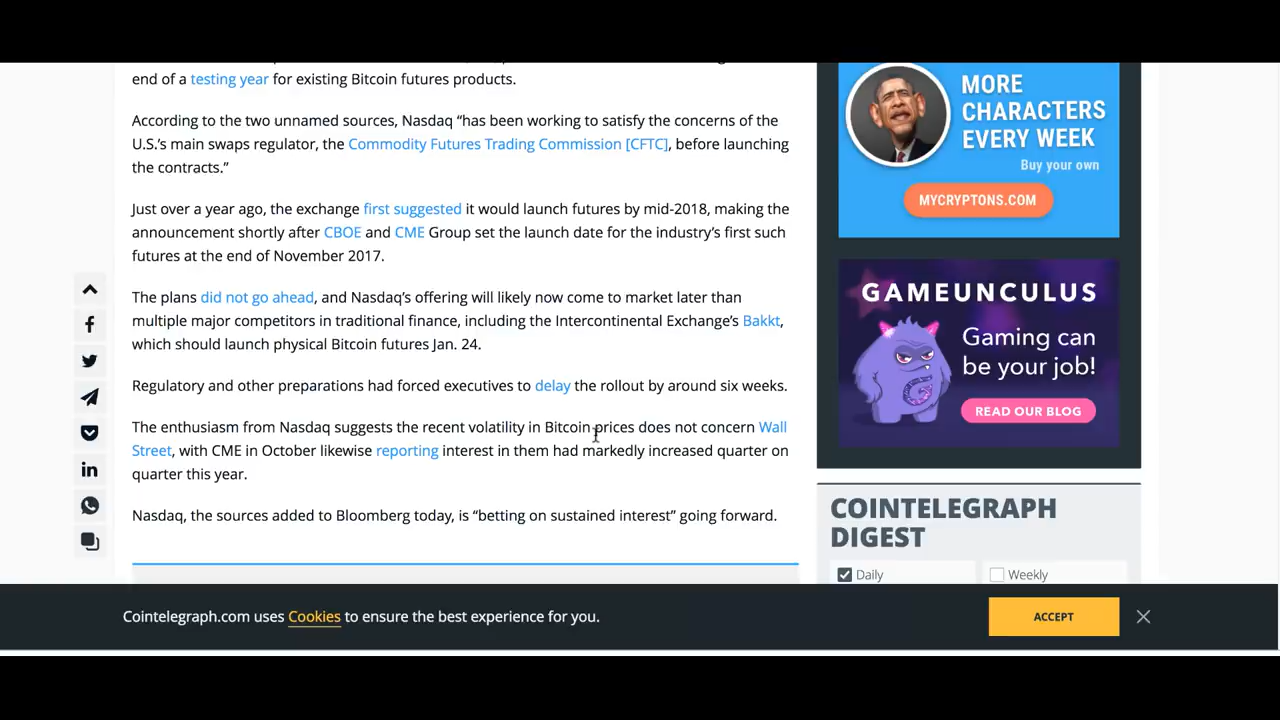 end of a testing year for existing Bitcoin futures products.
According to the two unnamed sources, Nasdaq “has been working to satisfy the concerns of the
U.S.’s main swaps regulator, the Commodity Futures Trading Commission [CFTC], before launching
the contracts.”
Just over a year ago, the exchange first suggested it would launch futures by mid-2018, making the
announcement shortly after CBOE and CME Group set the launch date for the industry’s first such
futures at the end of November 2017.
The plans did not go ahead, and Nasdaq’s offering will likely now come to market later than
multiple major competitors in traditional finance, including the Intercontinental Exchange’s Bakkt,
which should launch physical Bitcoin futures Jan. 24.
Regulatory and other preparations had forced executives to delay the rollout by around six weeks.
The enthusiasm from Nasdaq suggests the recent volatility in Bitcoin prices does not concern Wall
Street, with CME in October likewise reporting interest in them had markedly increased quarter on
quarter this year.
Nasdaq, the sources added to Bloomberg today, is “betting on sustained interest” going forward.
MORE
CHARACTERS
EVERY WEEK
Buy your own
MYCRYPTONS.COM
GAMEUNCULUS
Gaming can
be your job!
READ OUR BLOG
COINTELEGRAPH
DIGEST
Daily
Weekly
Cointelegraph.com uses Cookies to ensure the best experience for you.
ACCEPT